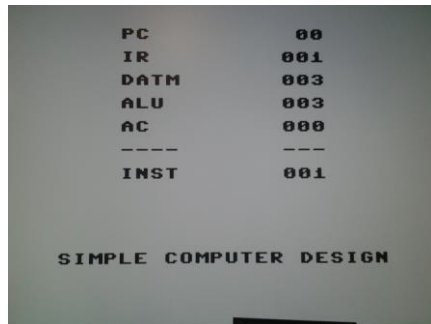 PC 00
IR 001
DATM 003
ALU 003
AC 000
---- ---
INST 001
SIMPLE COMPUTER DESIGN